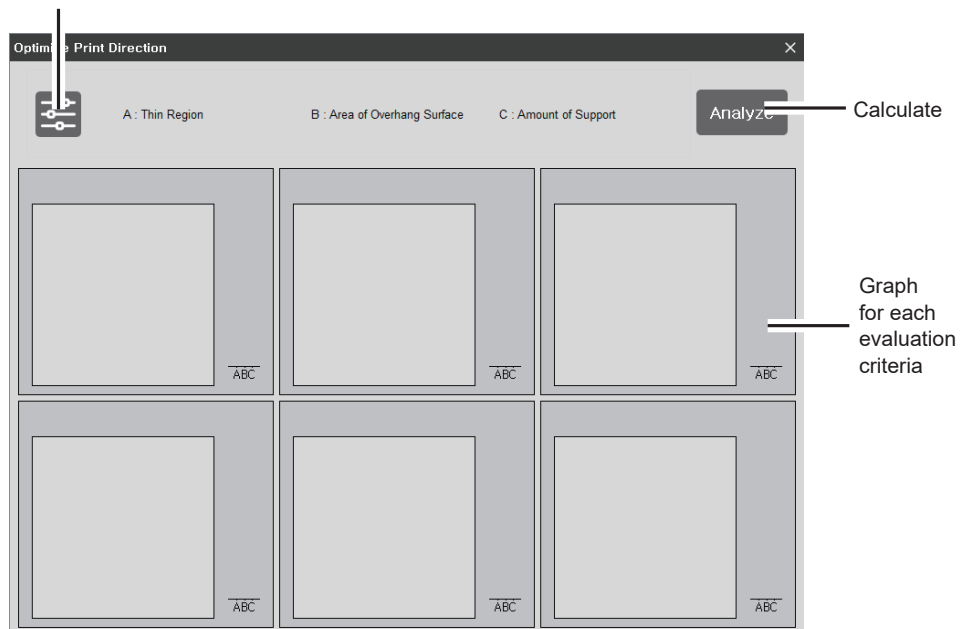 Optimize Print Direction
A : Thin Region
B : Area of Overhang Surface
C : Amount of Support
Analyze
Calculate
Graph
for each
evaluation
criteria
ABC
ABC
ABC
ABC
ABC
ABC